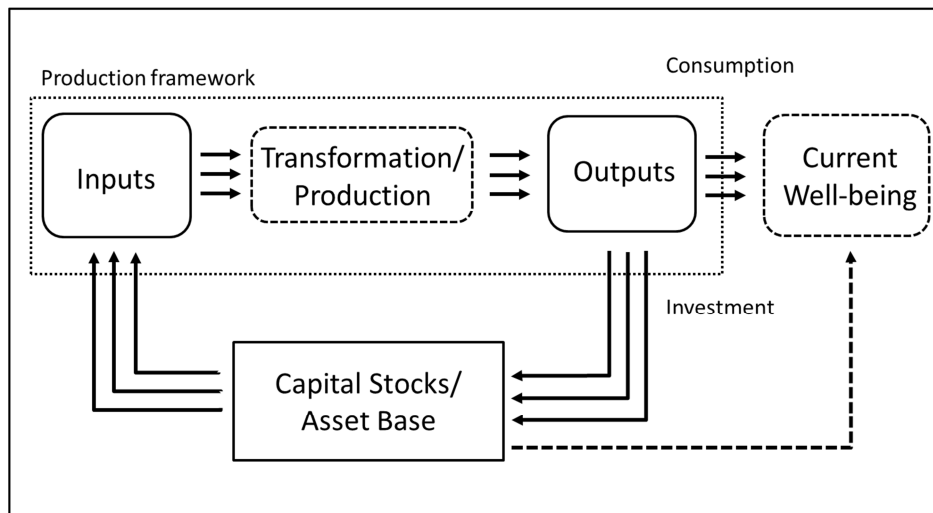 Production framework
Consumption
Inputs
Transformation/
Production
Outputs
Current
Well-being
Investment
Capital Stocks/
Asset Base